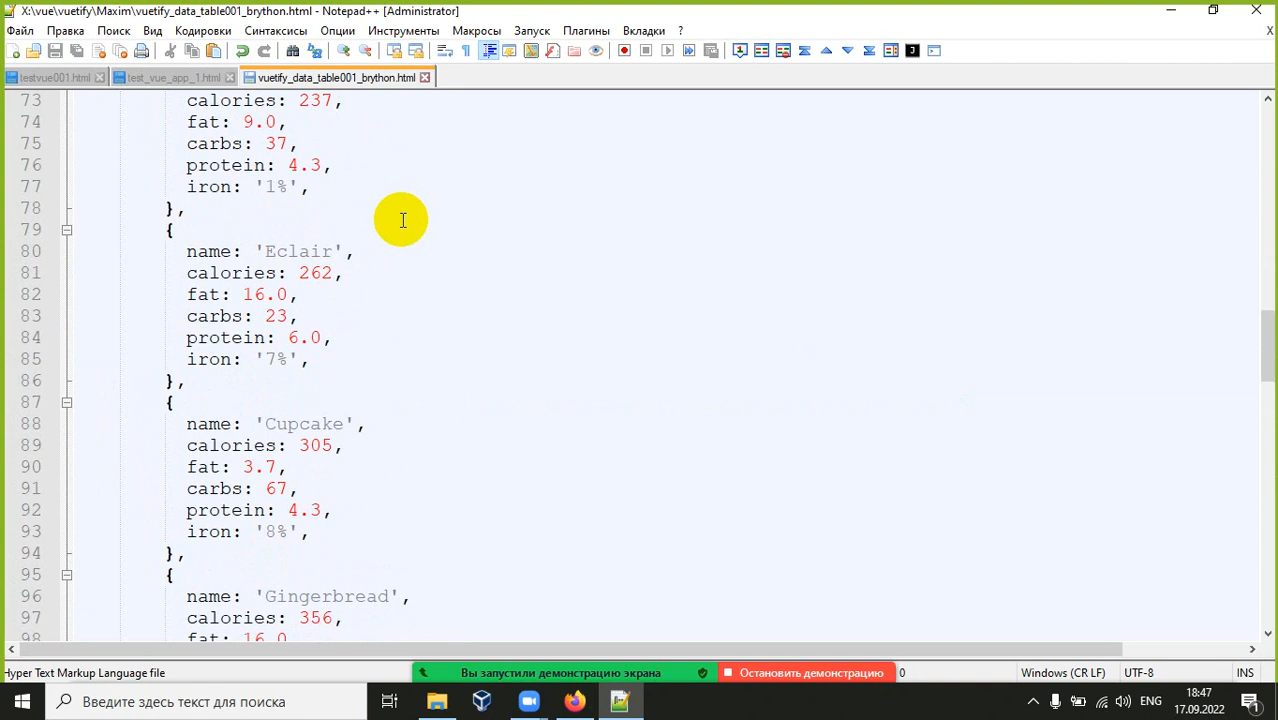 X:\vue\vuetify\Maxim\vuetify_data_table001_brython.html - Notepad++ [Administrator]
Файл Правка Поиск Вид Кодировки Синтаксисы Опции Инструменты Макросы Запуск Плагины Вкладки ? X
testvue001.html test_vue_app_1.html vuetify_data_table001_brython.html
73 calories: 237,
74 fat: 9.0,
75 carbs: 37,
76 protein: 4.3,
77 iron: '1%',
78 },
79 {
80 name: 'Eclair',
81 calories: 262,
82 fat: 16.0,
83 carbs: 23,
84 protein: 6.0,
85 iron: '7%',
86 },
87 {
88 name: 'Cupcake',
89 calories: 305,
90 fat: 3.7,
91 carbs: 67,
92 protein: 4.3,
93 iron: '8%',
94 },
95 {
96 name: 'Gingerbread',
97 calories: 356,
98 fat: 16.0
Hyper Text Markup Language file Вы запустили демонстрацию экрана Остановить демонстрацию 0 Windows (CR LF) UTF-8 INS
Введите здесь текст для поиска ENG 18:47
17.09.2022 1